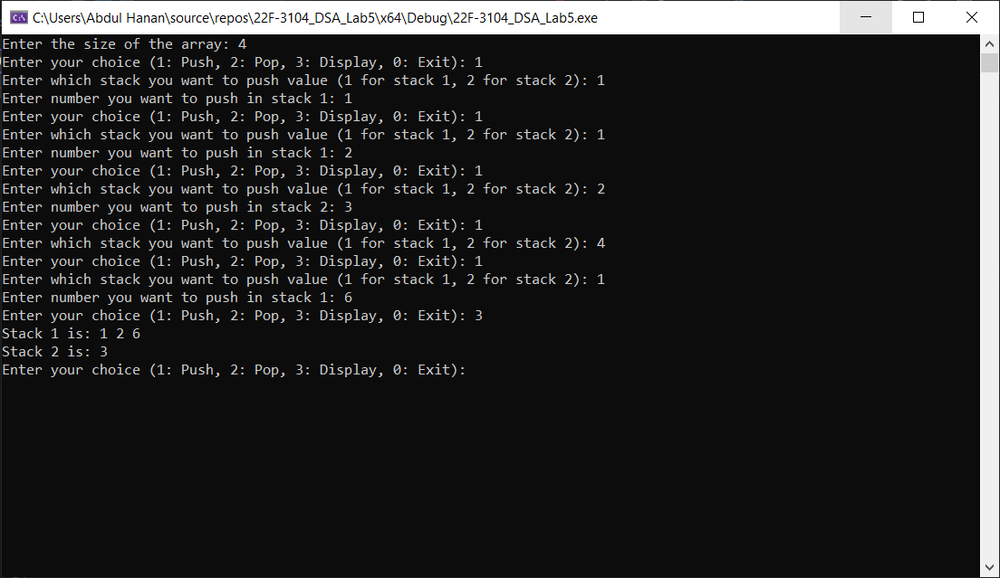 C:\Users\Abdul Hanan\source\repos\22F-3104_DSA_Lab5\x64\Debug\22F-3104_DSA_Lab5.exe
Enter the size of the array: 4
Enter your choice (1: Push, 2: Pop, 3: Display, 0: Exit): 1
Enter which stack you want to push value (1 for stack 1, 2 for stack 2): 1
Enter number you want to push in stack 1: 1
Enter your choice (1: Push, 2: Pop, 3: Display, 0: Exit): 1
Enter which stack you want to push value (1 for stack 1, 2 for stack 2): 1
Enter number you want to push in stack 1: 2
Enter your choice (1: Push, 2: Pop, 3: Display, 0: Exit): 1
Enter which stack you want to push value (1 for stack 1, 2 for stack 2): 2
Enter number you want to push in stack 2: 3
Enter your choice (1: Push, 2: Pop, 3: Display, 0: Exit): 1
Enter which stack you want to push value (1 for stack 1, 2 for stack 2): 4
Enter your choice (1: Push, 2: Pop, 3: Display, 0: Exit): 1
Enter which stack you want to push value (1 for stack 1, 2 for stack 2): 1
Enter number you want to push in stack 1: 6
Enter your choice (1: Push, 2: Pop, 3: Display, 0: Exit): 3
Stack 1 is: 1 2 6
Stack 2 is: 3
Enter your choice (1: Push, 2: Pop, 3: Display, 0: Exit):